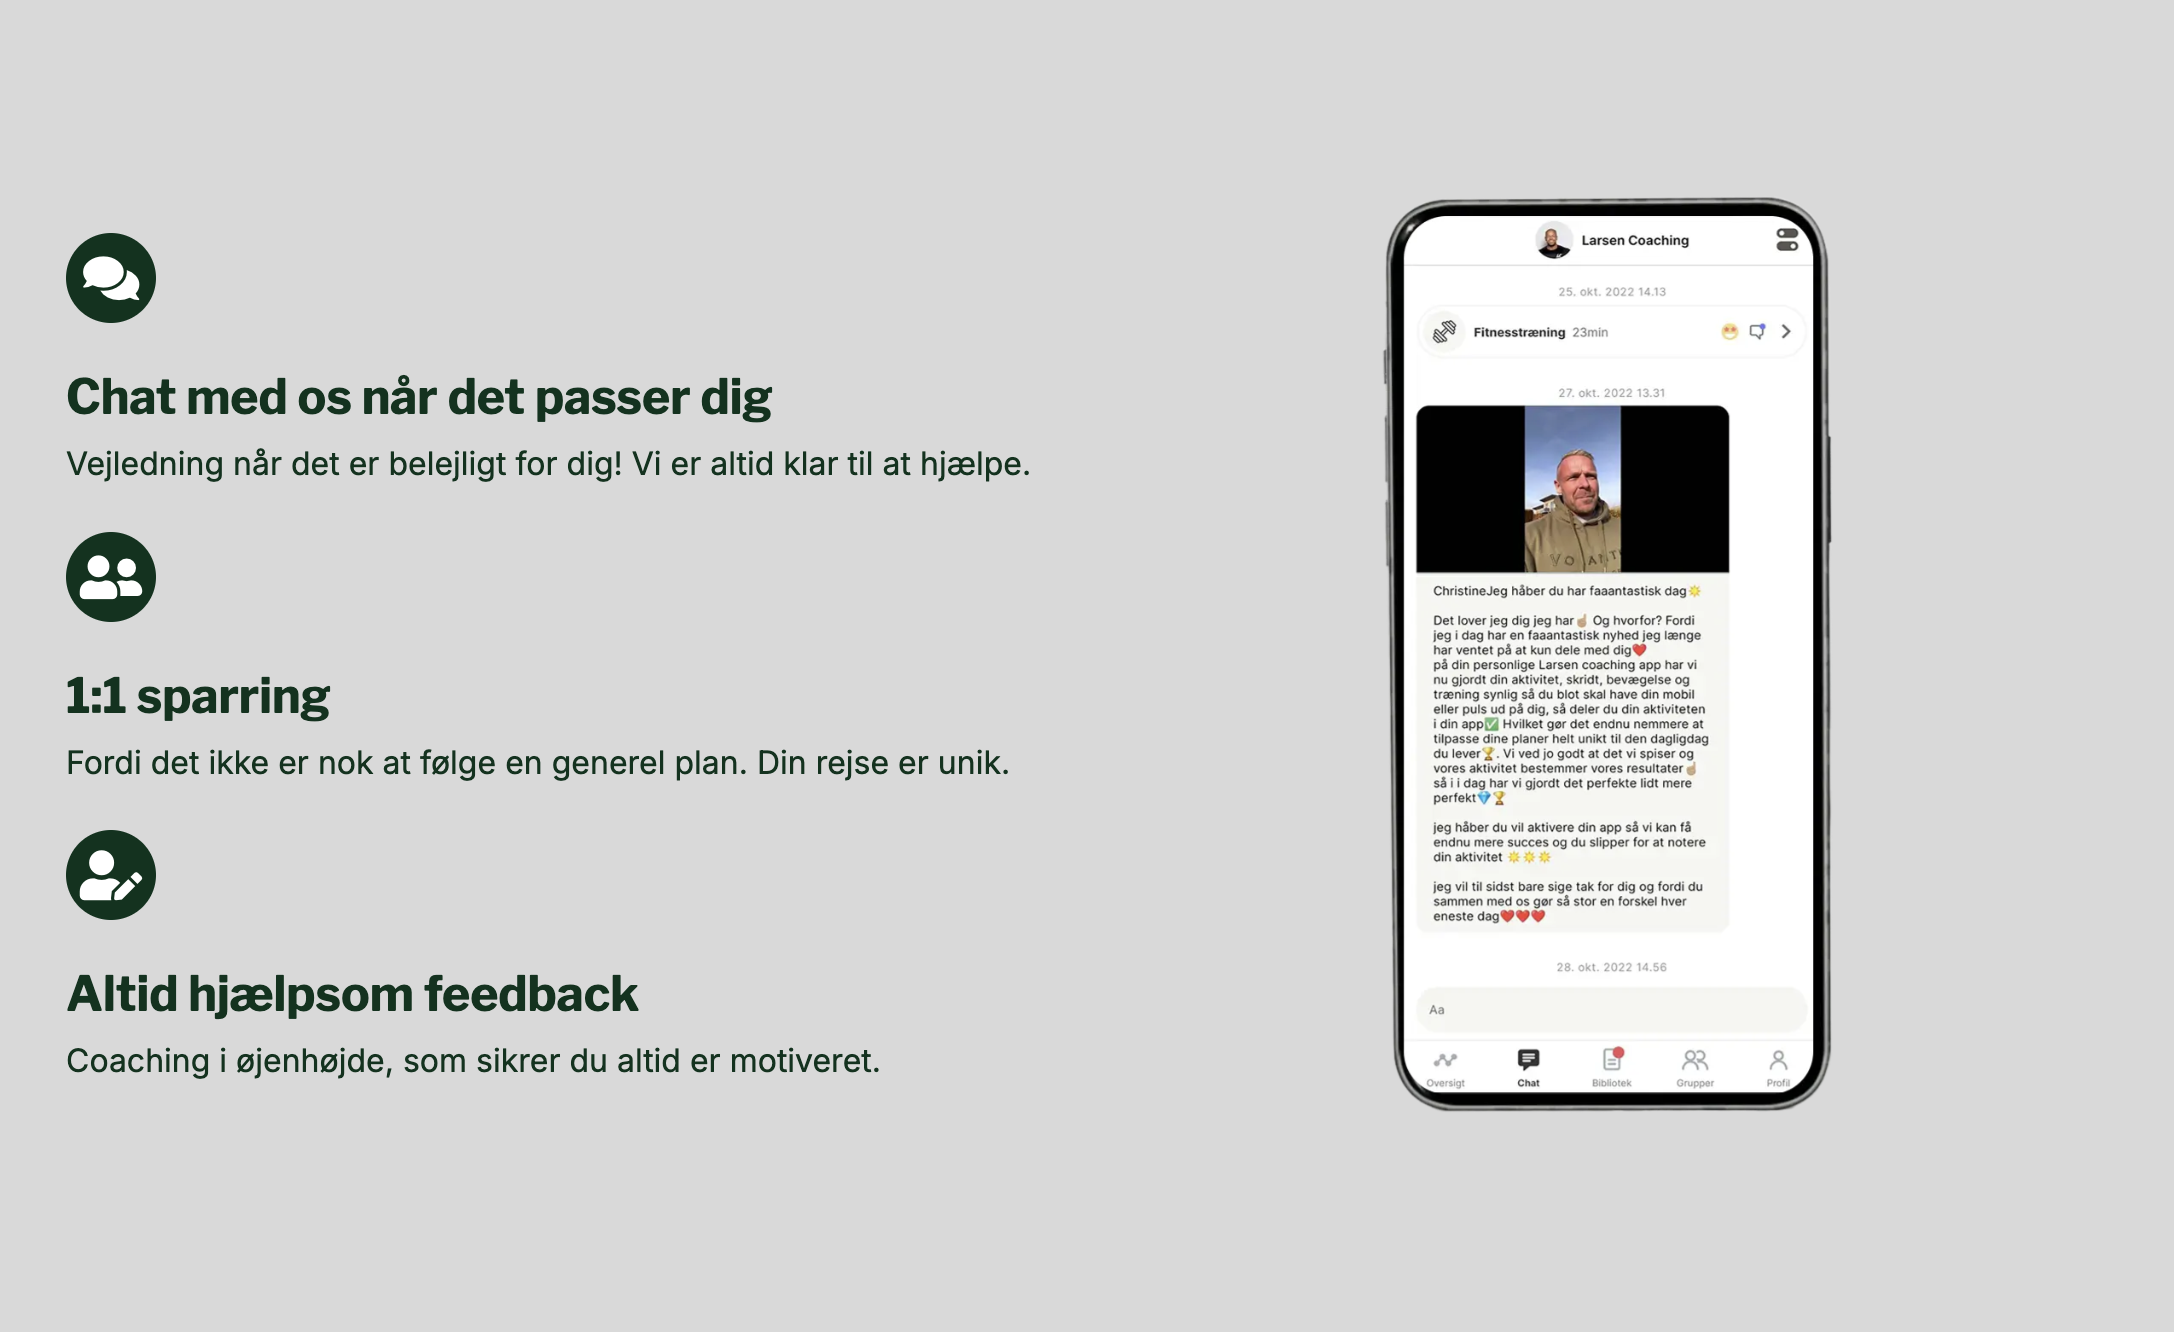 Chat med os når det passer dig
Vejledning når det er belejligt for dig! Vi er altid klar til at hjælpe.
1:1 sparring
Fordi det ikke er nok at følge en generel plan. Din rejse er unik.
Altid hjælpsom feedback
Coaching i øjenhøjde, som sikrer du altid er motiveret.
Larsen Coaching
25. okt. 2022 14.13
Fitnesstræning 23min
27. okt. 2022 13.31
ChristineJeg håber du har faaantastisk dag☀️
Det lover jeg dig jeg har☝🏽 Og hvorfor? Fordi
jeg i dag har en faaantastisk nyhed jeg længe
har ventet på at kun dele med dig❤️
på din personlige Larsen coaching app har vi
nu gjordt din aktivitet, skridt, bevægelse og
træning synlig så du blot skal have din mobil
eller puls ud på dig, så deler du din aktiviteten
i din app✅ Hvilket gør det endnu nemmere at
tilpasse dine planer helt unikt til den dagligdag
du lever🏆. Vi ved jo godt at det vi spiser og
vores aktivitet bestemmer vores resultater☝🏽
så i i dag har vi gjordt det perfekte lidt mere
perfekt💎🏆
jeg håber du vil aktivere din app så vi kan få
endnu mere succes og du slipper for at notere
din aktivitet ☀️☀️☀️
jeg vil til sidst bare sige tak for dig og fordi du
sammen med os gør så stor en forskel hver
eneste dag❤️❤️❤️
28. okt. 2022 14.56
Aa
Oversigt Chat Bibliotek Grupper Profil